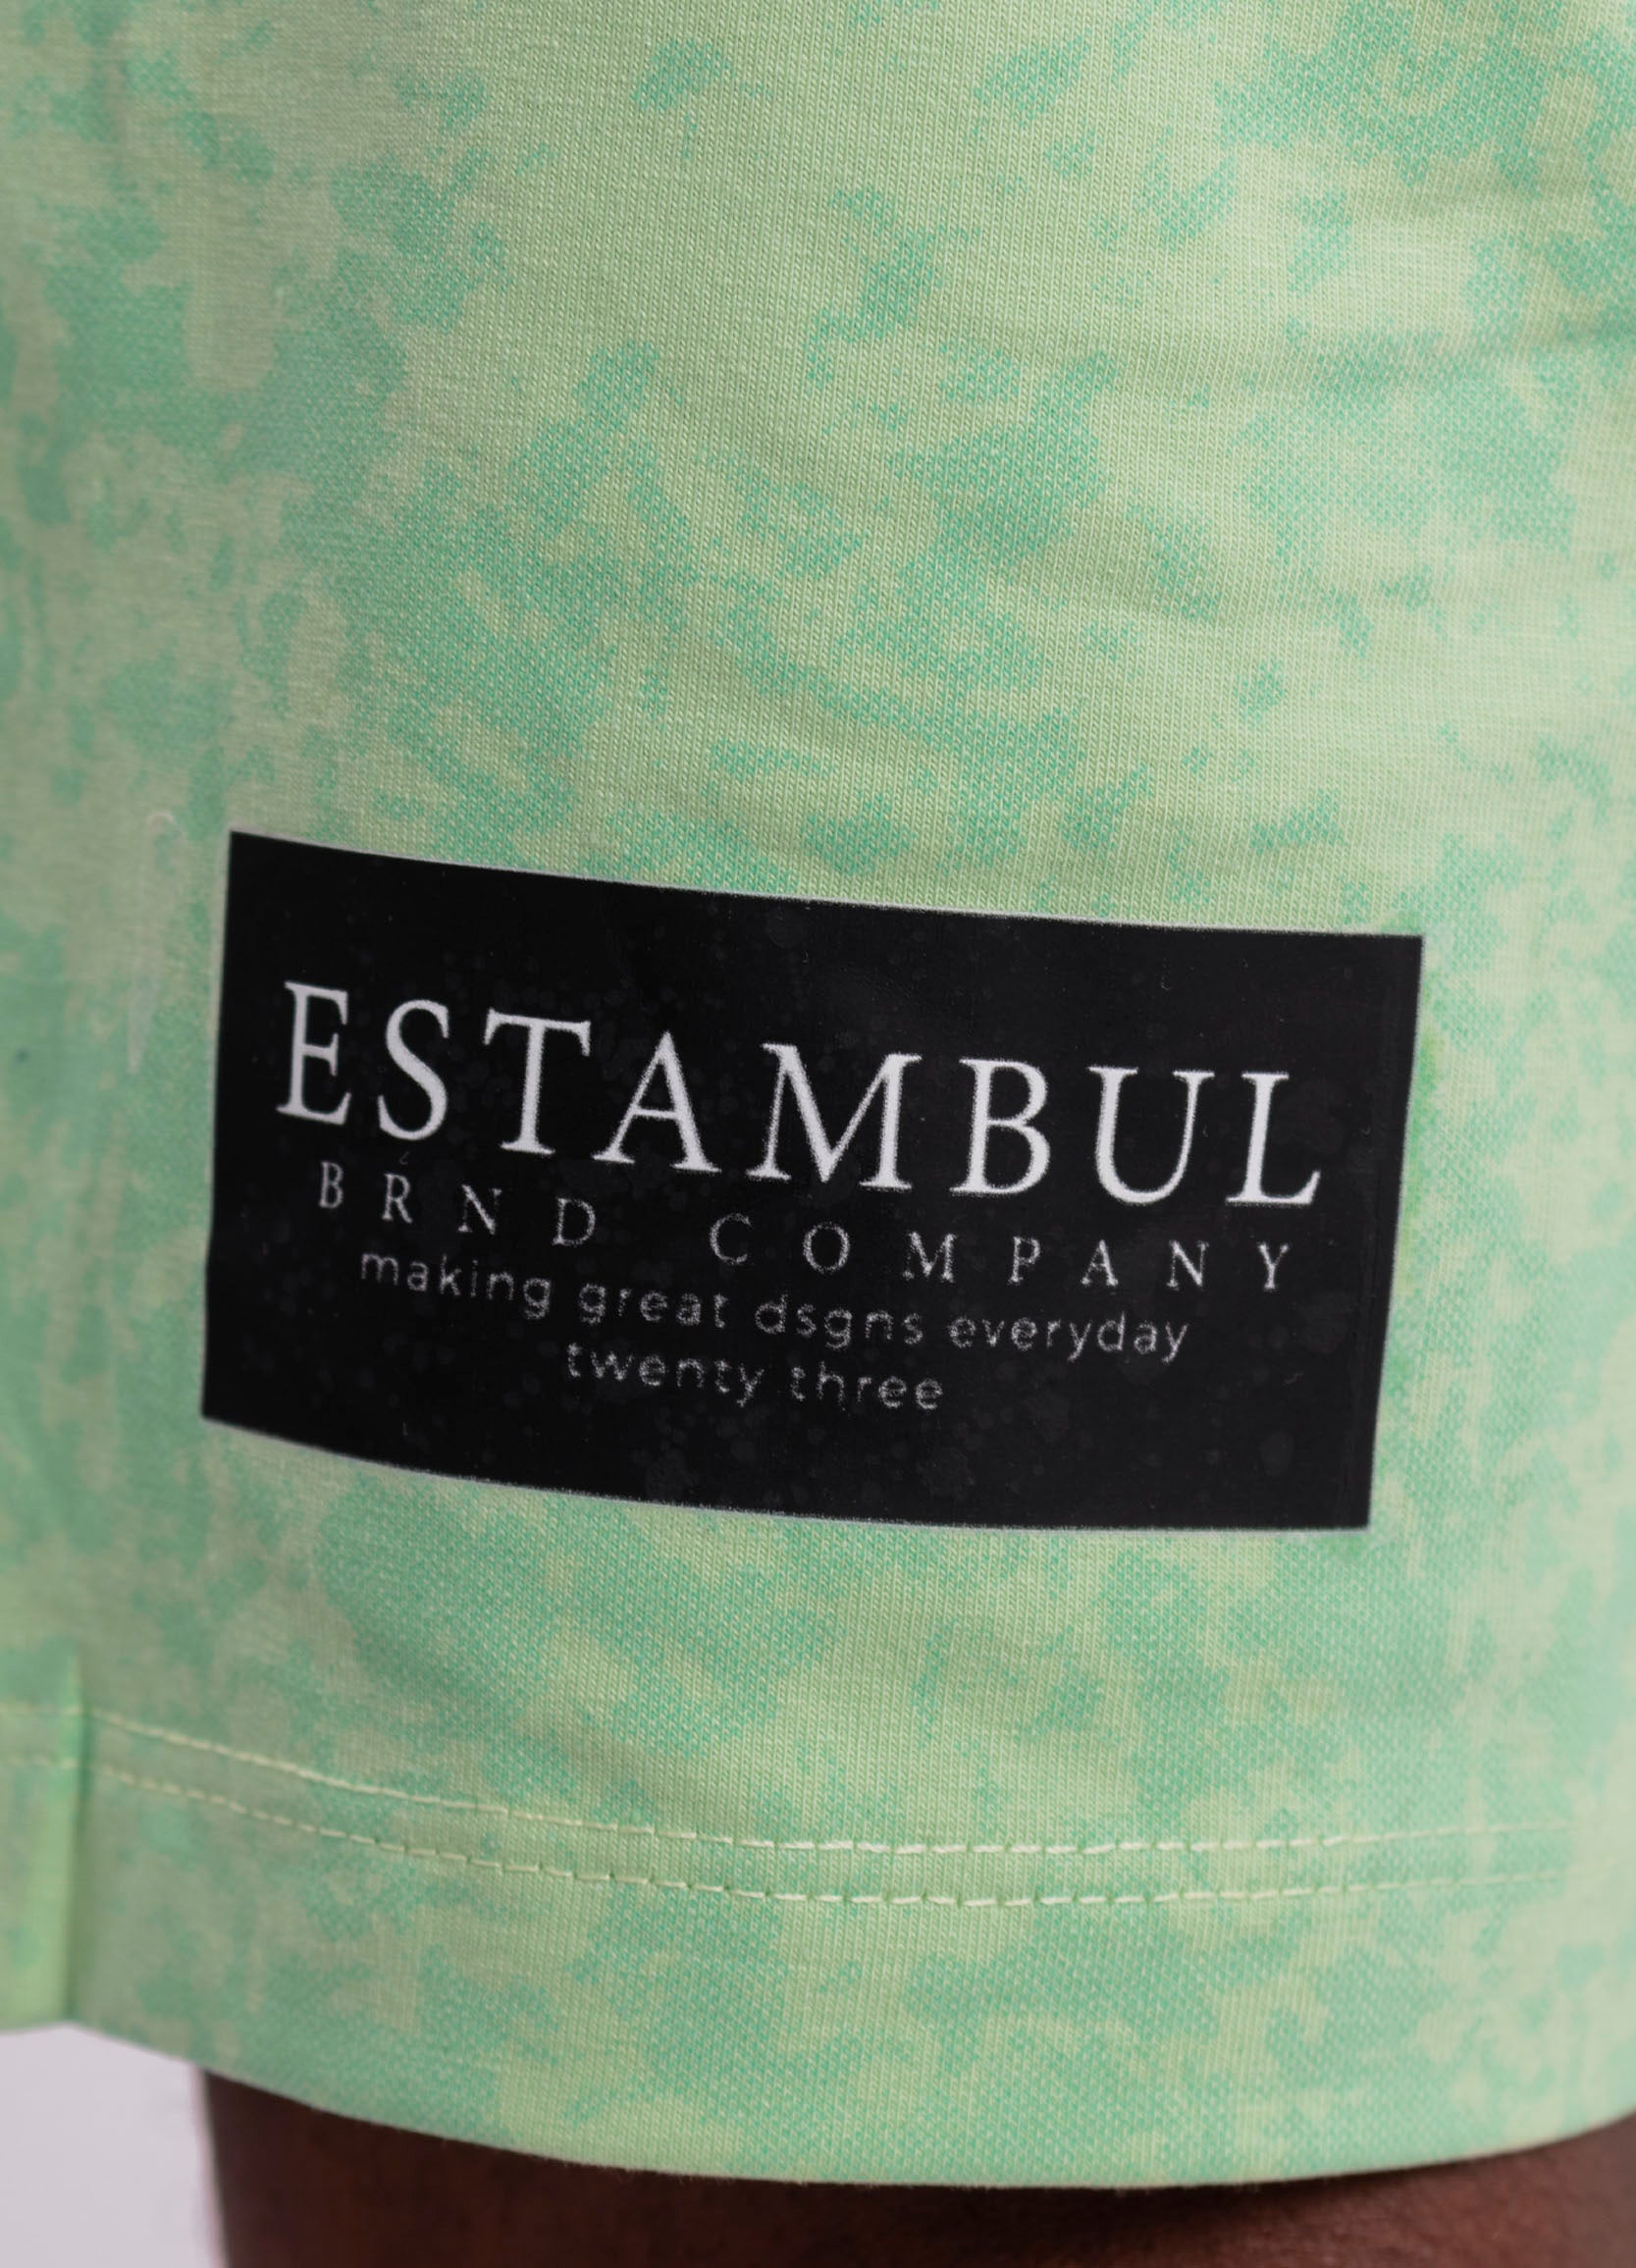 ESTAMBUL
BRND COMPANY
making great dsgns everyday
twenty three